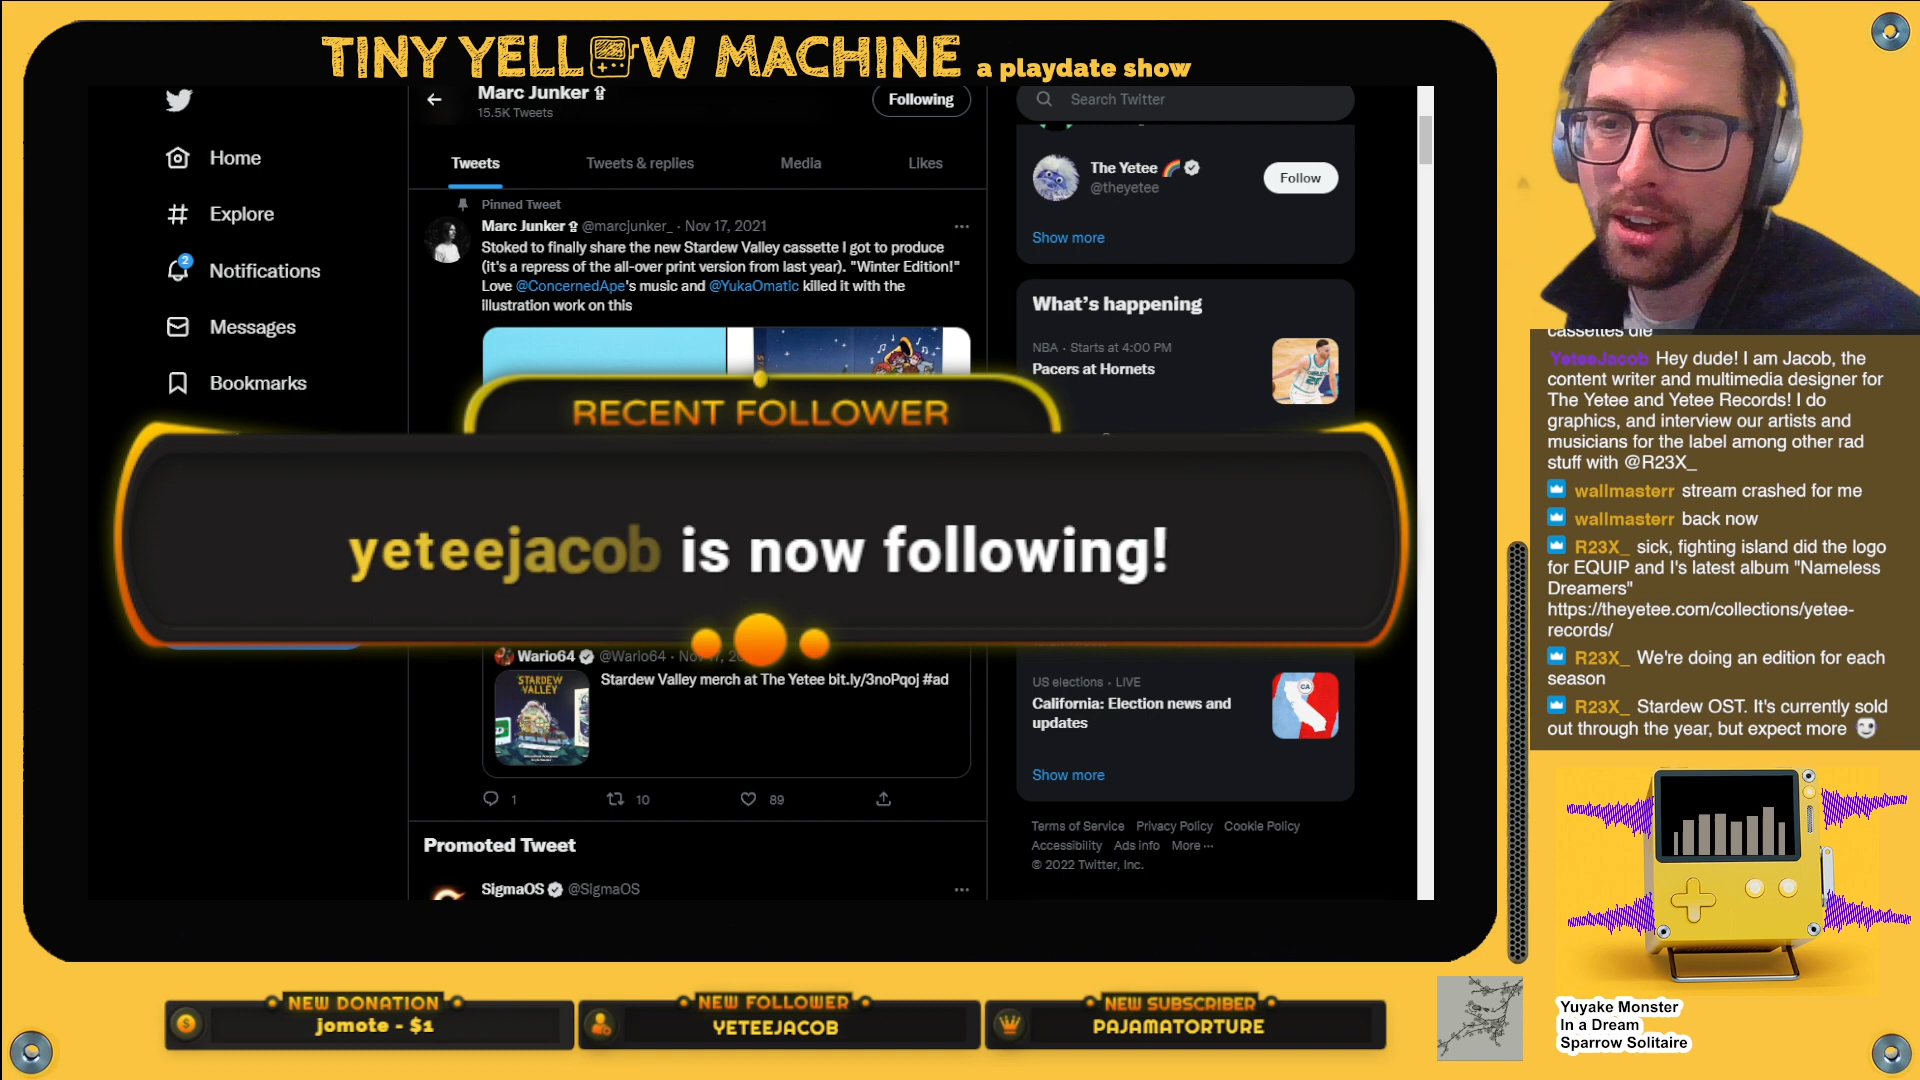 TINY YELLOW MACHINE a playdate show
Marc Junker
15.5K Tweets
Following
Search Twitter
Home
Explore
2
Notifications
Messages
Bookmarks
Tweets
Tweets & replies
Media
Likes
Pinned Tweet
Marc Junker @marcjunker_ · Nov 17, 2021
Stoked to finally share the new Stardew Valley cassette I got to produce
(it's a repress of the all-over print version from last year). "Winter Edition!"
Love @ConcernedApe's music and @YukaOmatic killed it with the
illustration work on this
The Yetee
@theyetee
Follow
Show more
What's happening
NBA · Starts at 4:00 PM
Pacers at Hornets
RECENT FOLLOWER
yeteejacob is now following!
Wario64 @Wario64 · Nov 17, 2
Stardew Valley merch at The Yetee bit.ly/3noPqoj #ad
STARDEW
VALLEY
1
10
89
Promoted Tweet
SigmaOS @SigmaOS
US elections · LIVE
California: Election news and
updates
CA
Show more
Terms of Service Privacy Policy Cookie Policy
Accessibility Ads info More ···
© 2022 Twitter, Inc.
cassettes die
YeteeJacob Hey dude! I am Jacob, the
content writer and multimedia designer for
The Yetee and Yetee Records! I do
graphics, and interview our artists and
musicians for the label among other rad
stuff with @R23X_
wallmasterr stream crashed for me
wallmasterr back now
R23X_ sick, fighting island did the logo
for EQUIP and I's latest album "Nameless
Dreamers"
https://theyetee.com/collections/yetee-
records/
R23X_ We're doing an edition for each
season
R23X_ Stardew OST. It's currently sold
out through the year, but expect more
NEW DONATION
jomote - $1
NEW FOLLOWER
YETEEJACOB
NEW SUBSCRIBER
PAJAMATORTURE
Yuyake Monster
In a Dream
Sparrow Solitaire